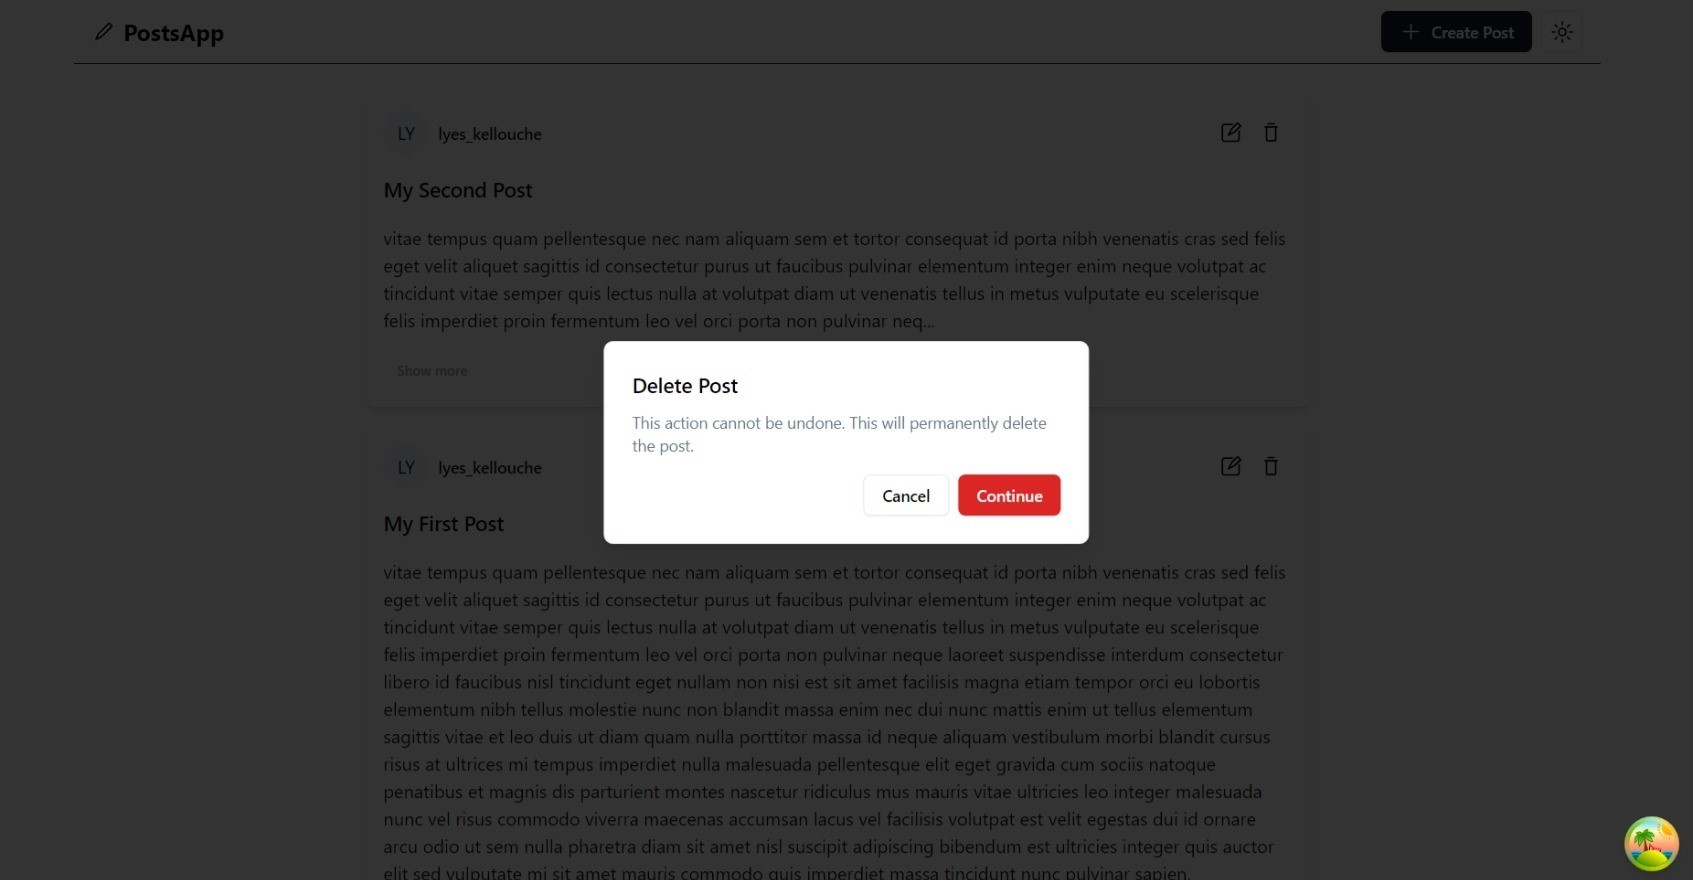 PostsApp
Create Post
LY lyes_kellouche
My Second Post
vitae tempus quam pellentesque nec nam aliquam sem et tortor consequat id porta nibh venenatis cras sed felis
eget velit aliquet sagittis id consectetur purus ut faucibus pulvinar elementum integer enim neque volutpat ac
tincidunt vitae semper quis lectus nulla at volutpat diam ut venenatis tellus in metus vulputate eu scelerisque
felis imperdiet proin fermentum leo vel orci porta non pulvinar neq...
Show more
Delete Post
This action cannot be undone. This will permanently delete
the post.
Cancel
Continue
LY lyes_kellouche
My First Post
vitae tempus quam pellentesque nec nam aliquam sem et tortor consequat id porta nibh venenatis cras sed felis
eget velit aliquet sagittis id consectetur purus ut faucibus pulvinar elementum integer enim neque volutpat ac
tincidunt vitae semper quis lectus nulla at volutpat diam ut venenatis tellus in metus vulputate eu scelerisque
felis imperdiet proin fermentum leo vel orci porta non pulvinar neque laoreet suspendisse interdum consectetur
libero id faucibus nisl tincidunt eget nullam non nisi est sit amet facilisis magna etiam tempor orci eu lobortis
elementum nibh tellus molestie nunc non blandit massa enim nec dui nunc mattis enim ut tellus elementum
sagittis vitae et leo duis ut diam quam nulla porttitor massa id neque aliquam vestibulum morbi blandit cursus
risus at ultrices mi tempus imperdiet nulla malesuada pellentesque elit eget gravida cum sociis natoque
penatibus et magnis dis parturient montes nascetur ridiculus mus mauris vitae ultricies leo integer malesuada
nunc vel risus commodo viverra maecenas accumsan lacus vel facilisis volutpat est velit egestas dui id ornare
arcu odio ut sem nulla pharetra diam sit amet nisl suscipit adipiscing bibendum est ultricies integer quis auctor
elit sed vulputate mi sit amet mauris commodo quis imperdiet massa tincidunt nunc pulvinar sapien.